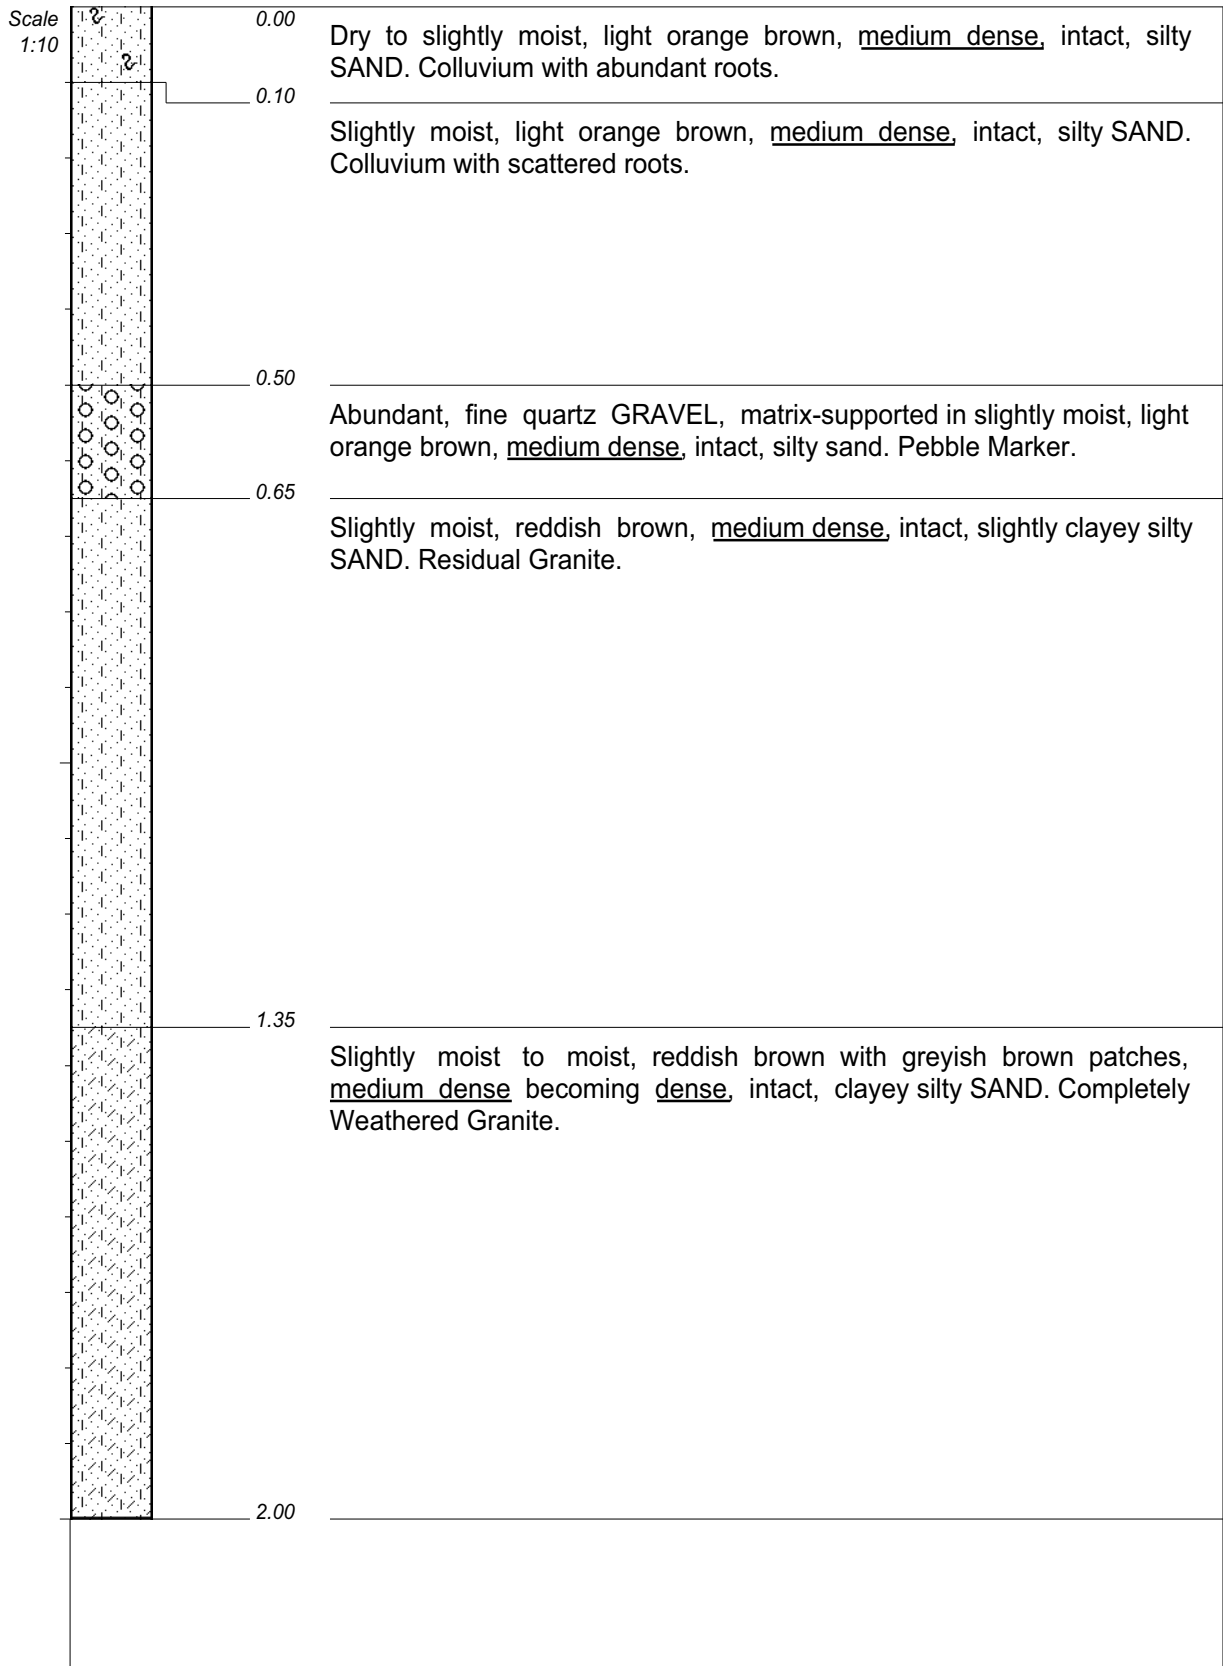 Scale
1:10
0.00
Dry to slightly moist, light orange brown, medium dense, intact, silty
SAND. Colluvium with abundant roots.
0.10
Slightly moist, light orange brown, medium dense, intact, silty SAND.
Colluvium with scattered roots.
0.50
Abundant, fine quartz GRAVEL, matrix-supported in slightly moist, light
orange brown, medium dense, intact, silty sand. Pebble Marker.
0.65
Slightly moist, reddish brown, medium dense, intact, slightly clayey silty
SAND. Residual Granite.
1.35
Slightly moist to moist, reddish brown with greyish brown patches,
medium dense becoming dense, intact, clayey silty SAND. Completely
Weathered Granite.
2.00